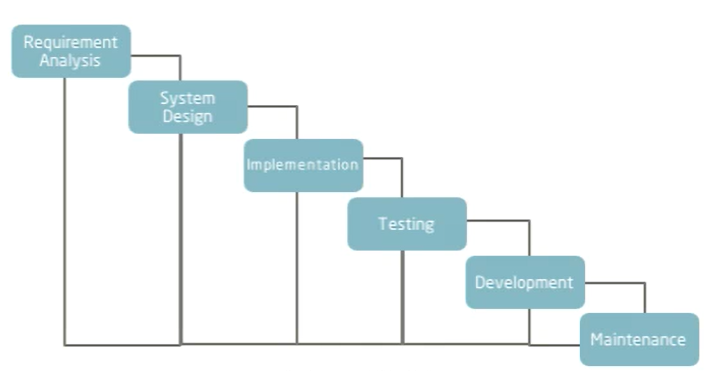 Requirement
Analysis
System
Design
Implementation
Testing
Development
Maintenance